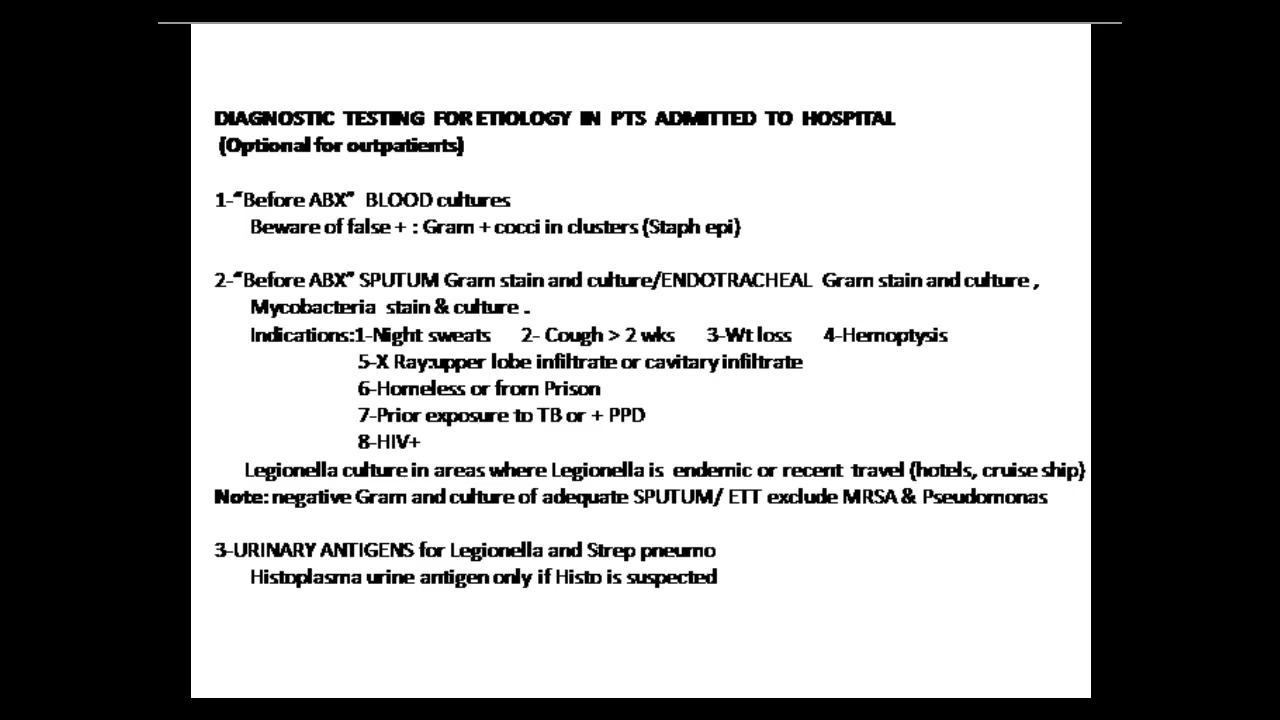 DIAGNOSTIC TESTING FOR ETIOLOGY IN PTS ADMITTED TO HOSPITAL
(Optional for outpatients)
1-“Before ABX” BLOOD cultures
Beware of false + : Gram + cocci in clusters (Staph epi)
2-“Before ABX” SPUTUM Gram stain and culture/ENDOTRACHEAL Gram stain and culture ,
Mycobacteria stain & culture .
Indications:1-Night sweats 2- Cough > 2 wks 3-Wt loss 4-Hemoptysis
5-X Ray:upper lobe infiltrate or cavitary infiltrate
6-Homeless or from Prison
7-Prior exposure to TB or + PPD
8-HIV+
Legionella culture in areas where Legionella is endemic or recent travel (hotels, cruise ship)
Note: negative Gram and culture of adequate SPUTUM/ ETT exclude MRSA & Pseudomonas
3-URINARY ANTIGENS for Legionella and Strep pneumo
Histoplasma urine antigen only if Histo is suspected